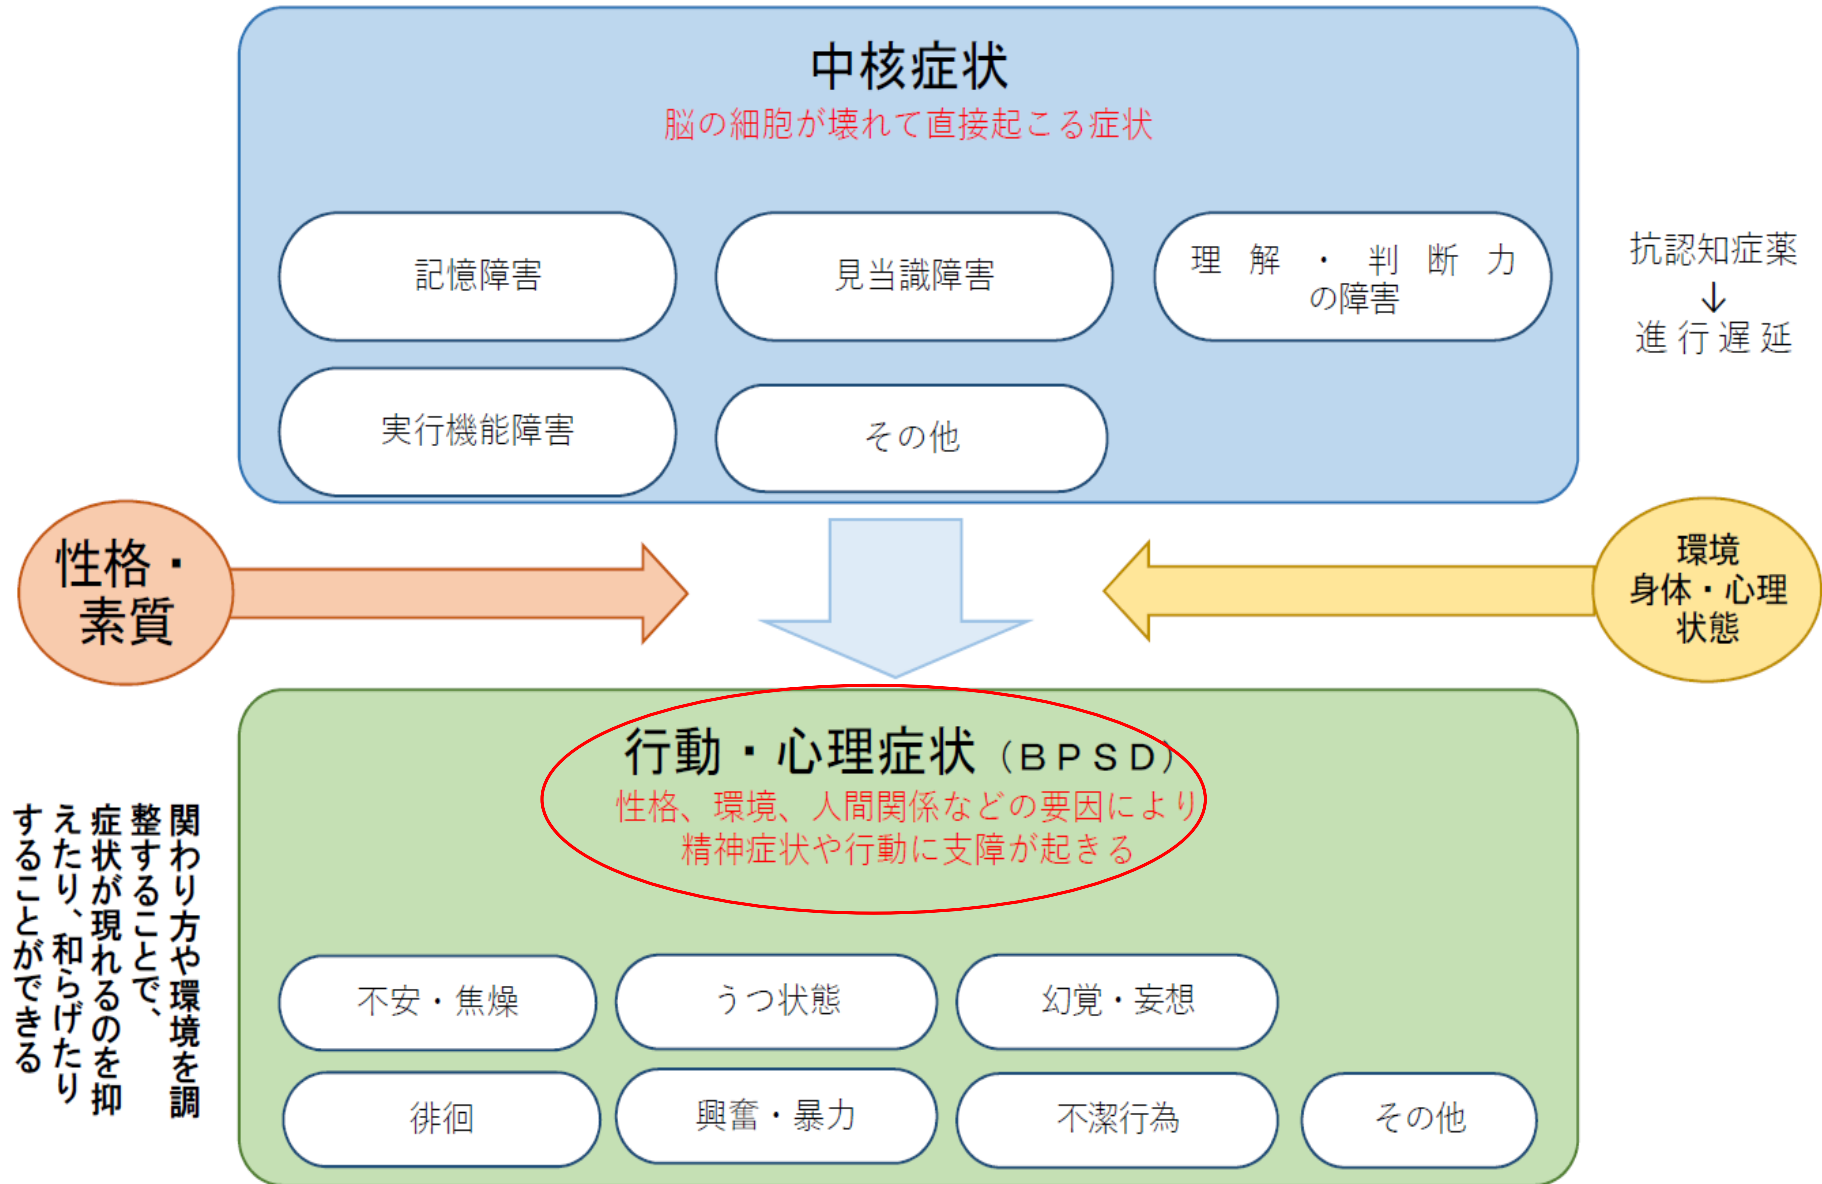 中核症状
脳の細胞が壊れて直接起こる症状
記憶障害
見当識障害
理解・判断力
の障害
実行機能障害
その他
抗認知症薬
↓
進行遅延
性格・
素質
環境
身体・心理
状態
行動・心理症状（ＢＰＳＤ）
性格、環境、人間関係などの要因により
精神症状や行動に支障が起きる
不安・焦燥
うつ状態
幻覚・妄想
徘徊
興奮・暴力
不潔行為
その他
関わり方や環境を調
整することで、
症状が現れるのを抑
えたり、和らげたり
することができる